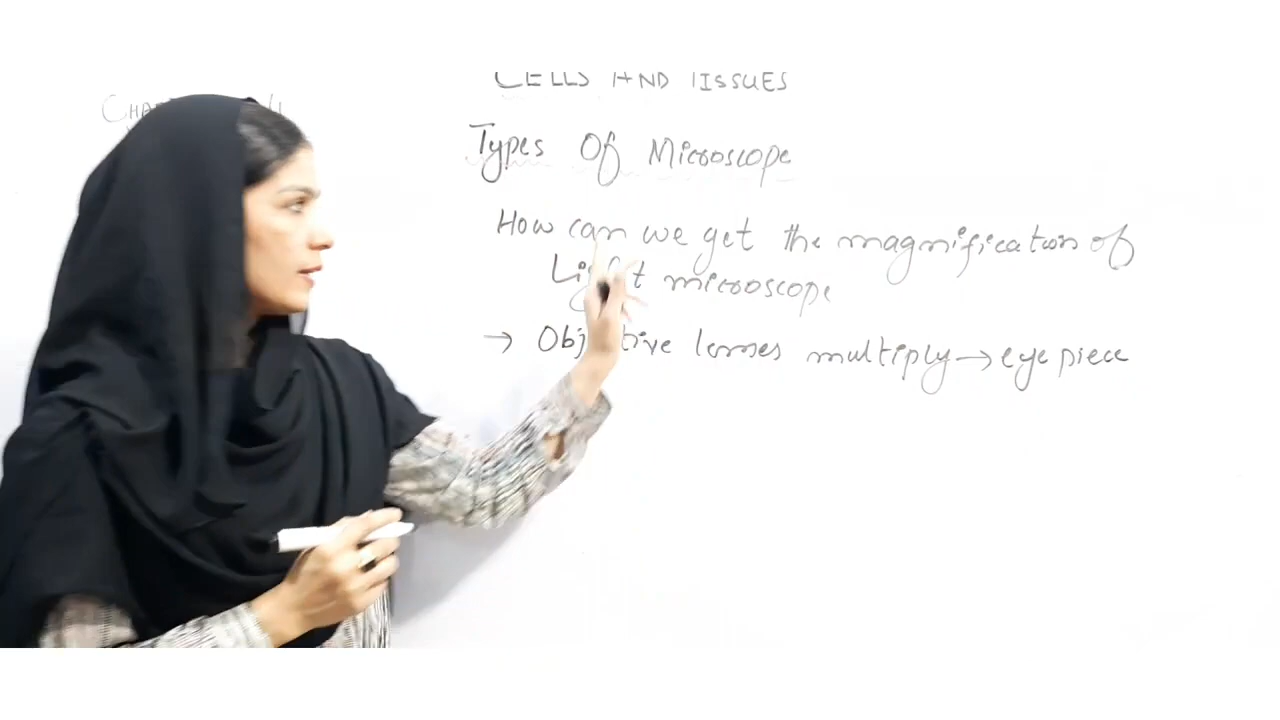 CELLS AND TISSUES
Types Of Microscope
How can we get the magnification of
Light microscope
→ Objective lenses multiply → eye piece